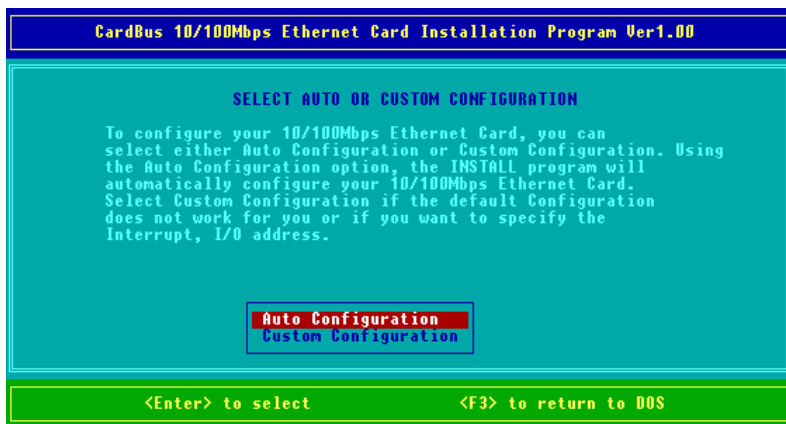 CardBus 10/100Mbps Ethernet Card Installation Program Ver1.00
SELECT AUTO OR CUSTOM CONFIGURATION
To configure your 10/100Mbps Ethernet Card, you can
select either Auto Configuration or Custom Configuration. Using
the Auto Configuration option, the INSTALL program will
automatically configure your 10/100Mbps Ethernet Card.
Select Custom Configuration if the default Configuration
does not work for you or if you want to specify the
Interrupt, I/O address.
Auto Configuration
Custom Configuration
<Enter> to select <F3> to return to DOS